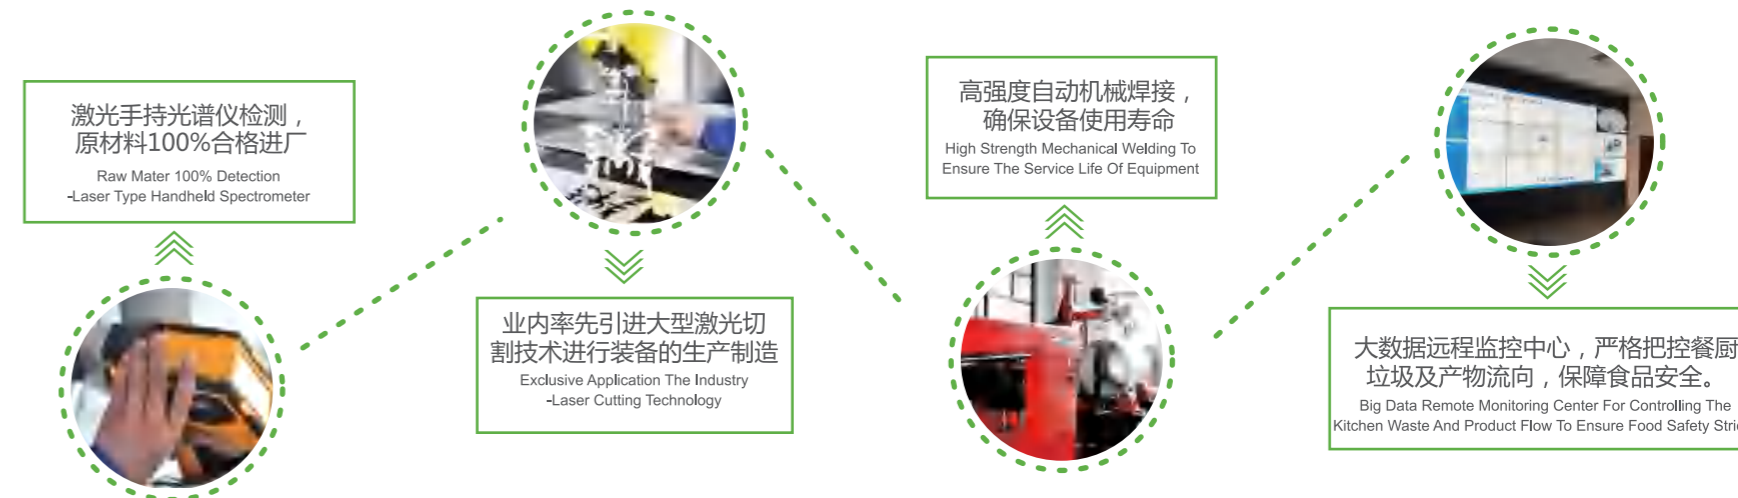 激光手持光谱仪检测，
原材料100%合格进厂
Raw Mater 100% Detection
-Laser Type Handheld Spectrometer
业内率先引进大型激光切
割技术进行装备的生产制造
Exclusive Application The Industry
-Laser Cutting Technology
高强度自动机械焊接，
确保设备使用寿命
High Strength Mechanical Welding To
Ensure The Service Life Of Equipment
大数据远程监控中心，严格把控餐厨
垃圾及产物流向，保障食品安全。
Big Data Remote Monitoring Center For Controlling The
Kitchen Waste And Product Flow To Ensure Food Safety